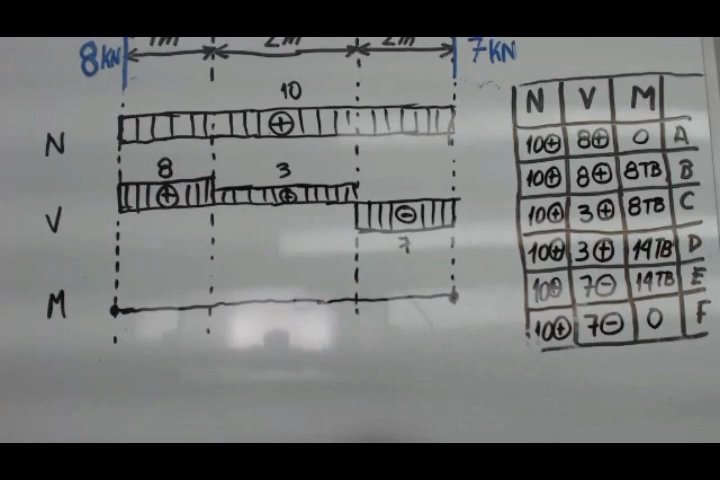 8KN 1m 2m 2m 7KN
10
N
8 ⊕ 3 ⊕
V ⊖
7
M
N V M
10⊕ 8⊕ 0 A
10⊕ 8⊕ 8TB B
10⊕ 3⊕ 8TB C
10⊕ 3⊕ 14TB D
10⊕ 7⊖ 14TB E
10⊕ 7⊖ 0 F